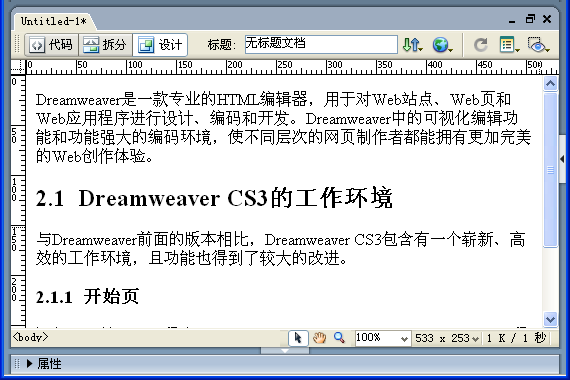 Untitled-1*
代码 拆分 设计 标题: 无标题文档
0 50 100 150 200 250 300 350 400 450 500
0
50
100
150
200
Dreamweaver是一款专业的HTML编辑器，用于对Web站点、Web页和
Web应用程序进行设计、编码和开发。Dreamweaver中的可视化编辑功
能和功能强大的编码环境，使不同层次的网页制作者都能拥有更加完美
的Web创作体验。
2.1 Dreamweaver CS3的工作环境
与Dreamweaver前面的版本相比，Dreamweaver CS3包含有一个崭新、高
效的工作环境，且功能也得到了较大的改进。
2.1.1 开始页
<body> 100% 533 x 253 1 K / 1 秒
属性